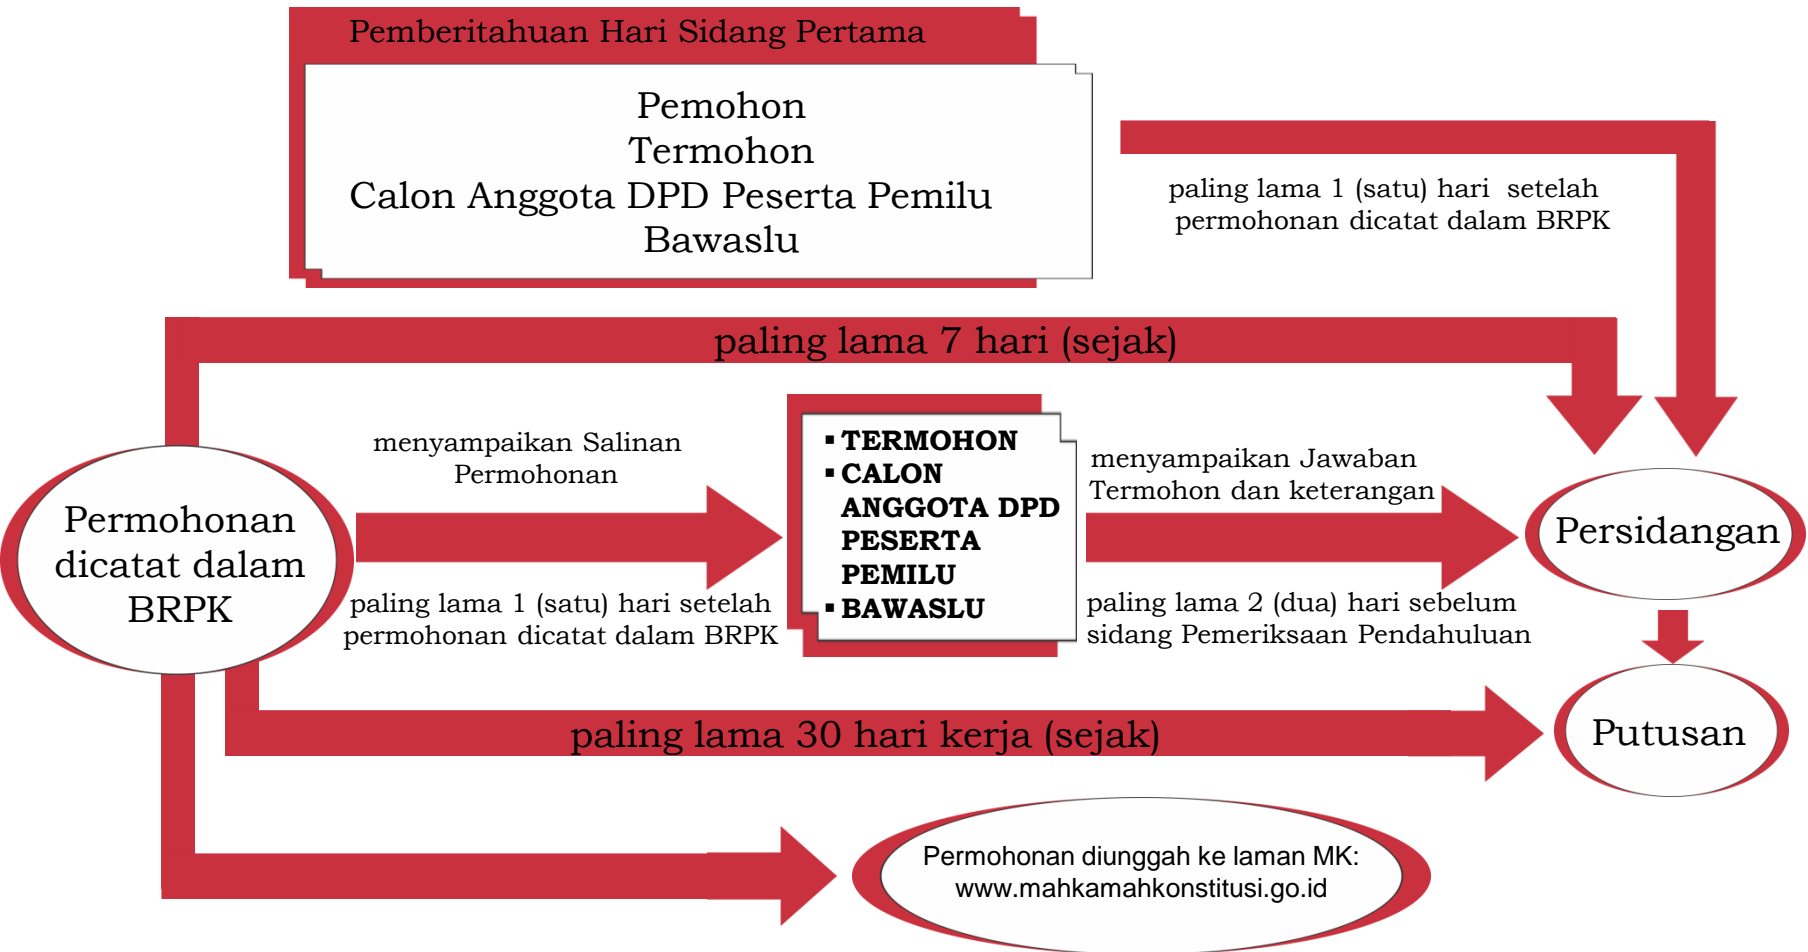 Pemberitahuan Hari Sidang Pertama
Pemohon
Termohon
Calon Anggota DPD Peserta Pemilu
Bawaslu
paling lama 1 (satu) hari setelah
permohonan dicatat dalam BRPK
paling lama 7 hari (sejak)
Permohonan
dicatat dalam
BRPK
menyampaikan Salinan
Permohonan
paling lama 1 (satu) hari setelah
permohonan dicatat dalam BRPK
▪ TERMOHON
▪ CALON
ANGGOTA DPD
PESERTA
PEMILU
▪ BAWASLU
menyampaikan Jawaban
Termohon dan keterangan
paling lama 2 (dua) hari sebelum
sidang Pemeriksaan Pendahuluan
Persidangan
paling lama 30 hari kerja (sejak)
Putusan
Permohonan diunggah ke laman MK:
www.mahkamahkonstitusi.go.id